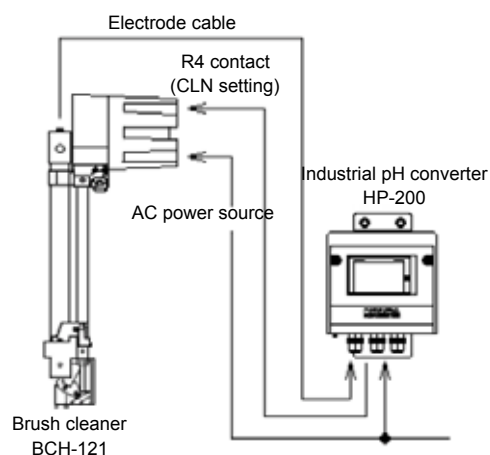 Electrode cable
R4 contact
(CLN setting)
Industrial pH converter
HP-200
AC power source
Brush cleaner
BCH-121